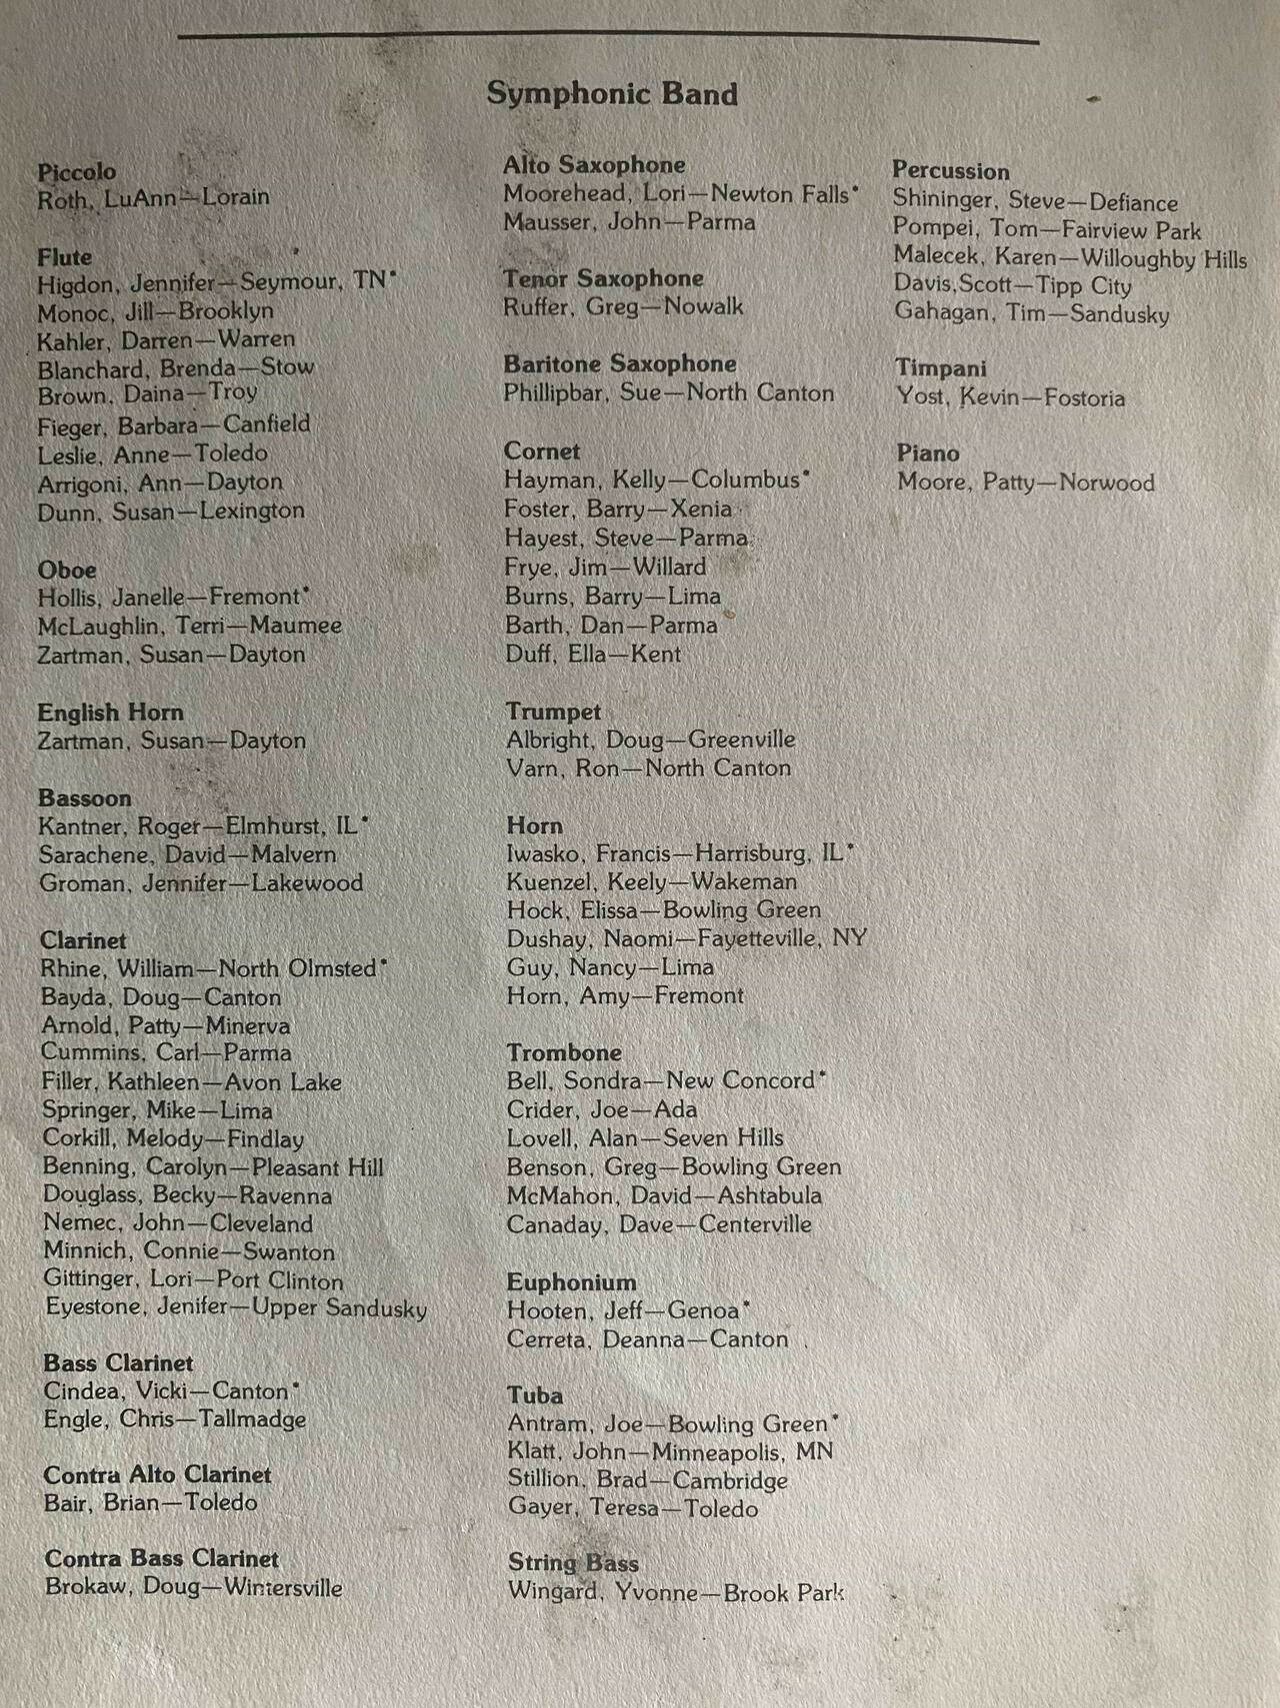 Symphonic Band
Piccolo
Roth, LuAnn—Lorain
Flute
Higdon, Jennifer—Seymour, TN*
Monoc, Jill—Brooklyn
Kahler, Darren—Warren
Blanchard, Brenda—Stow
Brown, Daina—Troy
Fieger, Barbara—Canfield
Leslie, Anne—Toledo
Arrigoni, Ann—Dayton
Dunn, Susan—Lexington
Oboe
Hollis, Janelle—Fremont*
McLaughlin, Terri—Maumee
Zartman, Susan—Dayton
English Horn
Zartman, Susan—Dayton
Bassoon
Kantner, Roger—Elmhurst, IL*
Sarachene, David—Malvern
Groman, Jennifer—Lakewood
Clarinet
Rhine, William—North Olmsted*
Bayda, Doug—Canton
Arnold, Patty—Minerva
Cummins, Carl—Parma
Filler, Kathleen—Avon Lake
Springer, Mike—Lima
Corkill, Melody—Findlay
Benning, Carolyn—Pleasant Hill
Douglass, Becky—Ravenna
Nemec, John—Cleveland
Minnich, Connie—Swanton
Gittinger, Lori—Port Clinton
Eyestone, Jenifer—Upper Sandusky
Bass Clarinet
Cindea, Vicki—Canton*
Engle, Chris—Tallmadge
Contra Alto Clarinet
Bair, Brian—Toledo
Contra Bass Clarinet
Brokaw, Doug—Wintersville
Alto Saxophone
Moorehead, Lori—Newton Falls*
Mausser, John—Parma
Tenor Saxophone
Ruffer, Greg—Nowalk
Baritone Saxophone
Phillipbar, Sue—North Canton
Cornet
Hayman, Kelly—Columbus*
Foster, Barry—Xenia
Hayest, Steve—Parma
Frye, Jim—Willard
Burns, Barry—Lima
Barth, Dan—Parma
Duff, Ella—Kent
Trumpet
Albright, Doug—Greenville
Varn, Ron—North Canton
Horn
Iwasko, Francis—Harrisburg, IL*
Kuenzel, Keely—Wakeman
Hock, Elissa—Bowling Green
Dushay, Naomi—Fayetteville, NY
Guy, Nancy—Lima
Horn, Amy—Fremont
Trombone
Bell, Sondra—New Concord*
Crider, Joe—Ada
Lovell, Alan—Seven Hills
Benson, Greg—Bowling Green
McMahon, David—Ashtabula
Canaday, Dave—Centerville
Euphonium
Hooten, Jeff—Genoa*
Cerreta, Deanna—Canton
Tuba
Antram, Joe—Bowling Green*
Klatt, John—Minneapolis, MN
Stillion, Brad—Cambridge
Gayer, Teresa—Toledo
String Bass
Wingard, Yvonne—Brook Park
Percussion
Shininger, Steve—Defiance
Pompei, Tom—Fairview Park
Malecek, Karen—Willoughby Hills
Davis,Scott—Tipp City
Gahagan, Tim—Sandusky
Timpani
Yost, Kevin—Fostoria
Piano
Moore, Patty—Norwood